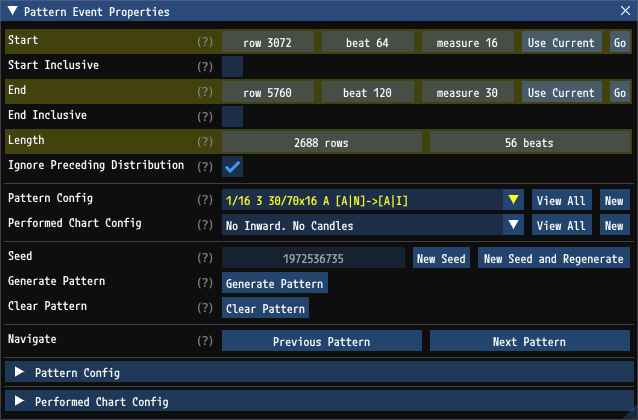 Pattern Event Properties
Start (?) row 3072 beat 64 measure 16 Use Current Go
Start Inclusive (?)
End (?) row 5760 beat 120 measure 30 Use Current Go
End Inclusive (?)
Length (?) 2688 rows 56 beats
Ignore Preceding Distribution (?)
Pattern Config (?) 1/16 3 30/70x16 A [A|N]->[A|I] View All New
Performed Chart Config (?) No Inward. No Candles View All New
Seed (?) 1972536735 New Seed New Seed and Regenerate
Generate Pattern (?) Generate Pattern
Clear Pattern (?) Clear Pattern
Navigate (?) Previous Pattern Next Pattern
Pattern Config
Performed Chart Config